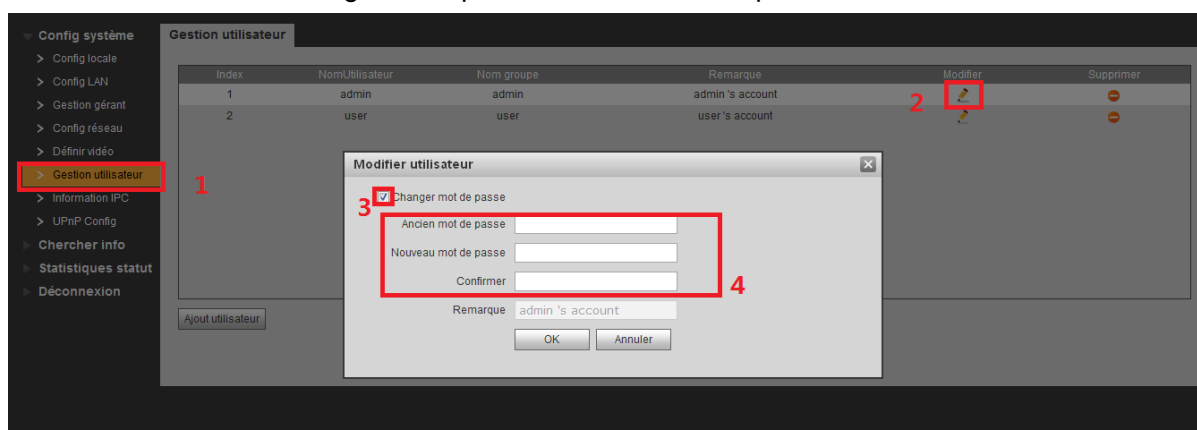 Config système
Gestion utilisateur
Config locale
Config LAN
Gestion gérant
Config réseau
Définir vidéo
Gestion utilisateur
Information IPC
UPnP Config
Chercher info
Statistiques statut
Déconnexion
1
Index NomUtilisateur Nom groupe Remarque Modifier Supprimer
1 admin admin admin 's account
2 user user user 's account
2
Modifier utilisateur
3
Changer mot de passe
Ancien mot de passe
Nouveau mot de passe
Confirmer
4
Remarque admin 's account
OK Annuler
Ajout utilisateur